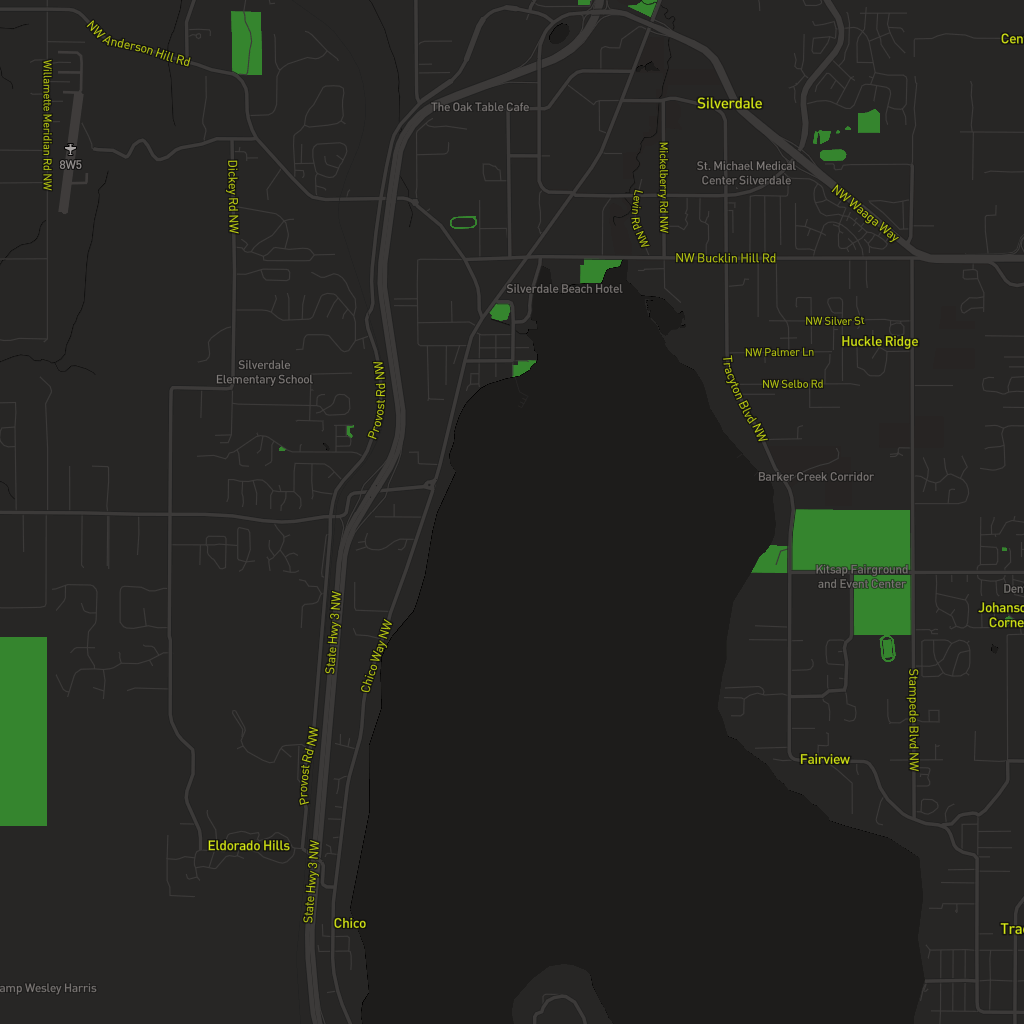 NW Anderson Hill Rd
Cen
Willamette Meridian Rd NW
The Oak Table Cafe
Silverdale
8W5
Dickey Rd NW
Mickelberry Rd NW
St. Michael Medical
Center Silverdale
Levin Rd NW
NW Waaga Way
NW Bucklin Hill Rd
Silverdale Beach Hotel
NW Silver St
Huckle Ridge
NW Palmer Ln
Silverdale
Elementary School
Provost Rd NW
Tracyton Blvd NW
NW Selbo Rd
Barker Creek Corridor
Kitsap Fairground
and Event Center
Den
Johanso
Corne
State Hwy 3 NW
Chico Way NW
Stampede Blvd NW
Provost Rd NW
Fairview
Eldorado Hills
State Hwy 3 NW
Chico
Trac
amp Wesley Harris